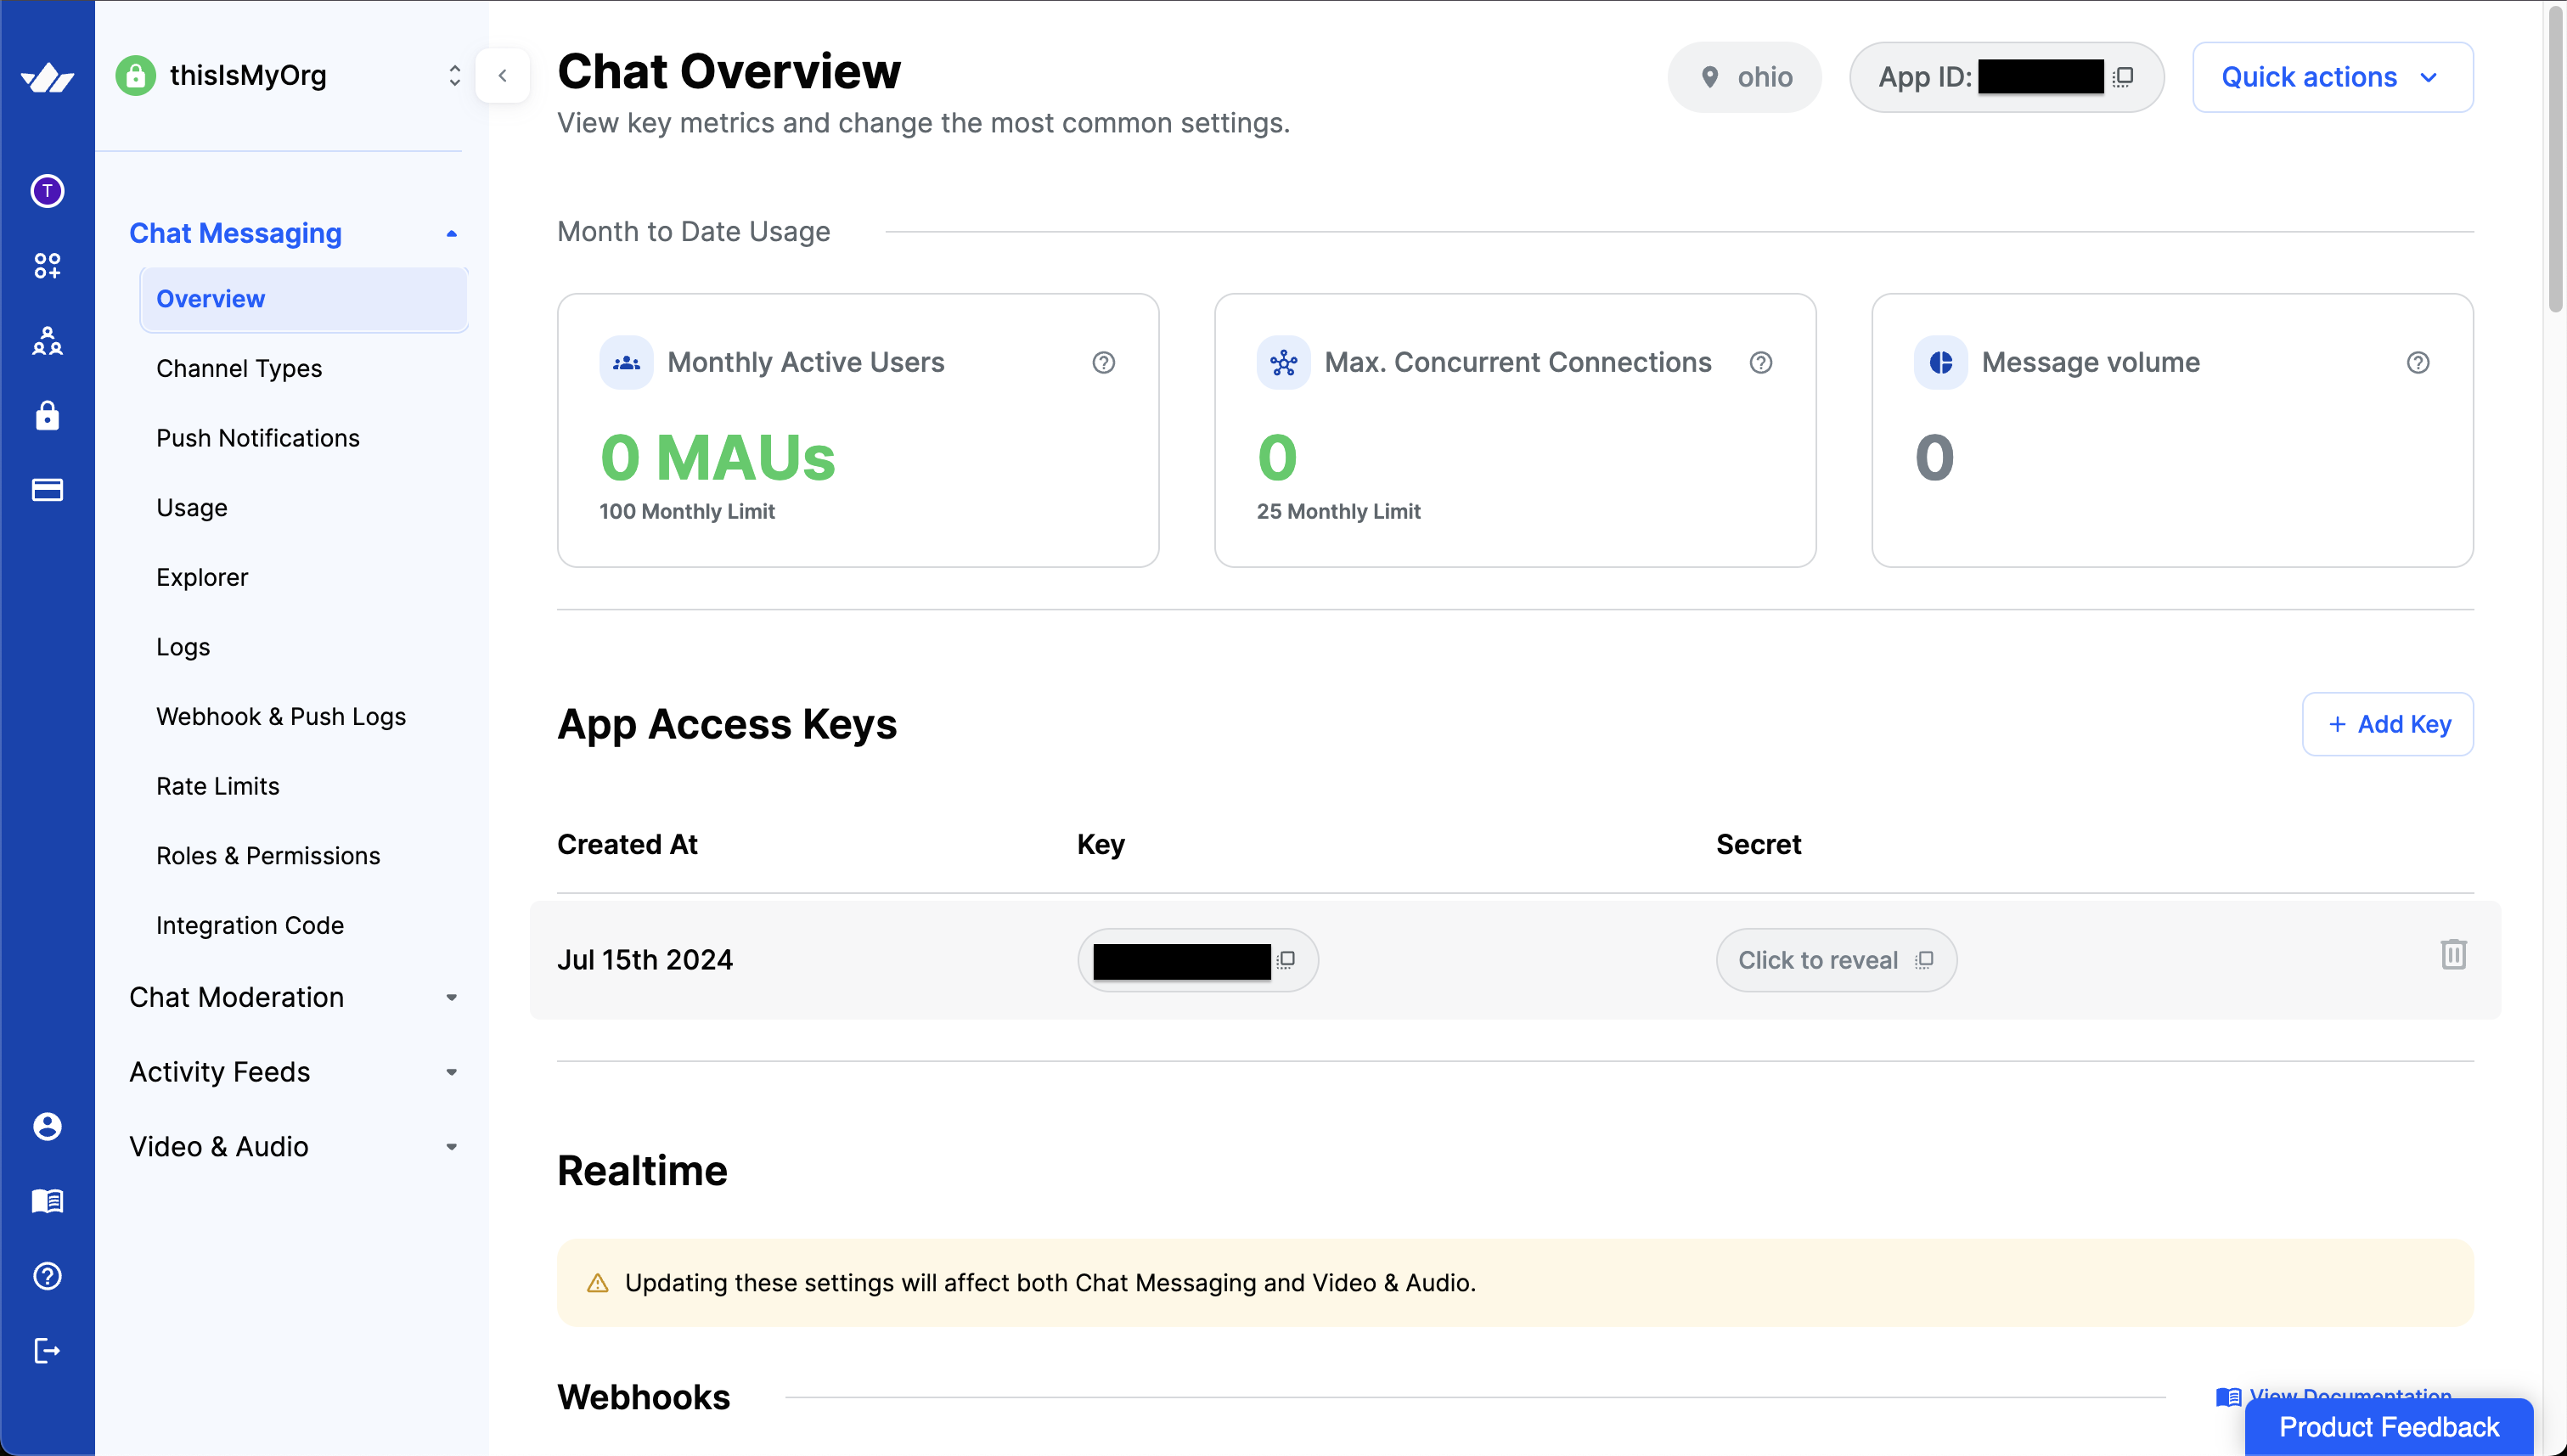 thisIsMyOrg
T
Chat Messaging
Overview
Channel Types
Push Notifications
Usage
Explorer
Logs
Webhook & Push Logs
Rate Limits
Roles & Permissions
Integration Code
Chat Moderation
Activity Feeds
Video & Audio
Chat Overview
View key metrics and change the most common settings.
ohio
App ID:
Quick actions
Month to Date Usage
Monthly Active Users
0 MAUs
100 Monthly Limit
Max. Concurrent Connections
0
25 Monthly Limit
Message volume
0
App Access Keys
+ Add Key
Created At Key Secret
Jul 15th 2024 Click to reveal
Realtime
Updating these settings will affect both Chat Messaging and Video & Audio.
Webhooks
View Documentation
Product Feedback